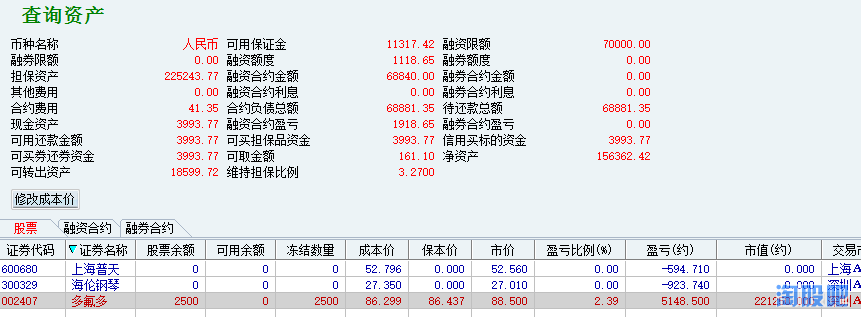 查询资产
币种名称 人民币 可用保证金 11317.42 融资限额 70000.00
融券限额 0.00 融资额度 1118.65 融券额度 0.00
担保资产 225243.77 融资合约金额 68840.00 融券合约金额 0.00
其他费用 0.00 融资合约利息 0.00 融券合约利息 0.00
合约费用 41.35 合约负债总额 68881.35 待还款总额 68881.35
现金资产 3993.77 融资合约盈亏 1918.65 融券合约盈亏 0.00
可用还款金额 3993.77 可买担保品资金 3993.77 信用买标的资金 3993.77
可买券还券资金 3993.77 可取金额 161.10 净资产 156362.42
可转出资产 18599.72 维持担保比例 3.2700
修改成本价
股票 融资合约 融券合约
证券代码 证券名称 股票余额 可用余额 冻结数量 成本价 保本价 市价 盈亏比例(%) 盈亏(约) 市值(约) 交易
600680 上海普天 0 0 0 52.796 0.000 52.560 0.00 -594.710 0.000 上海A
300329 海伦钢琴 0 0 0 27.350 0.000 27.010 0.00 -923.740 0.000 深圳A
002407 多氟多 2500 0 2500 86.299 86.437 88.500 2.39 5148.500 深圳A
淘股吧